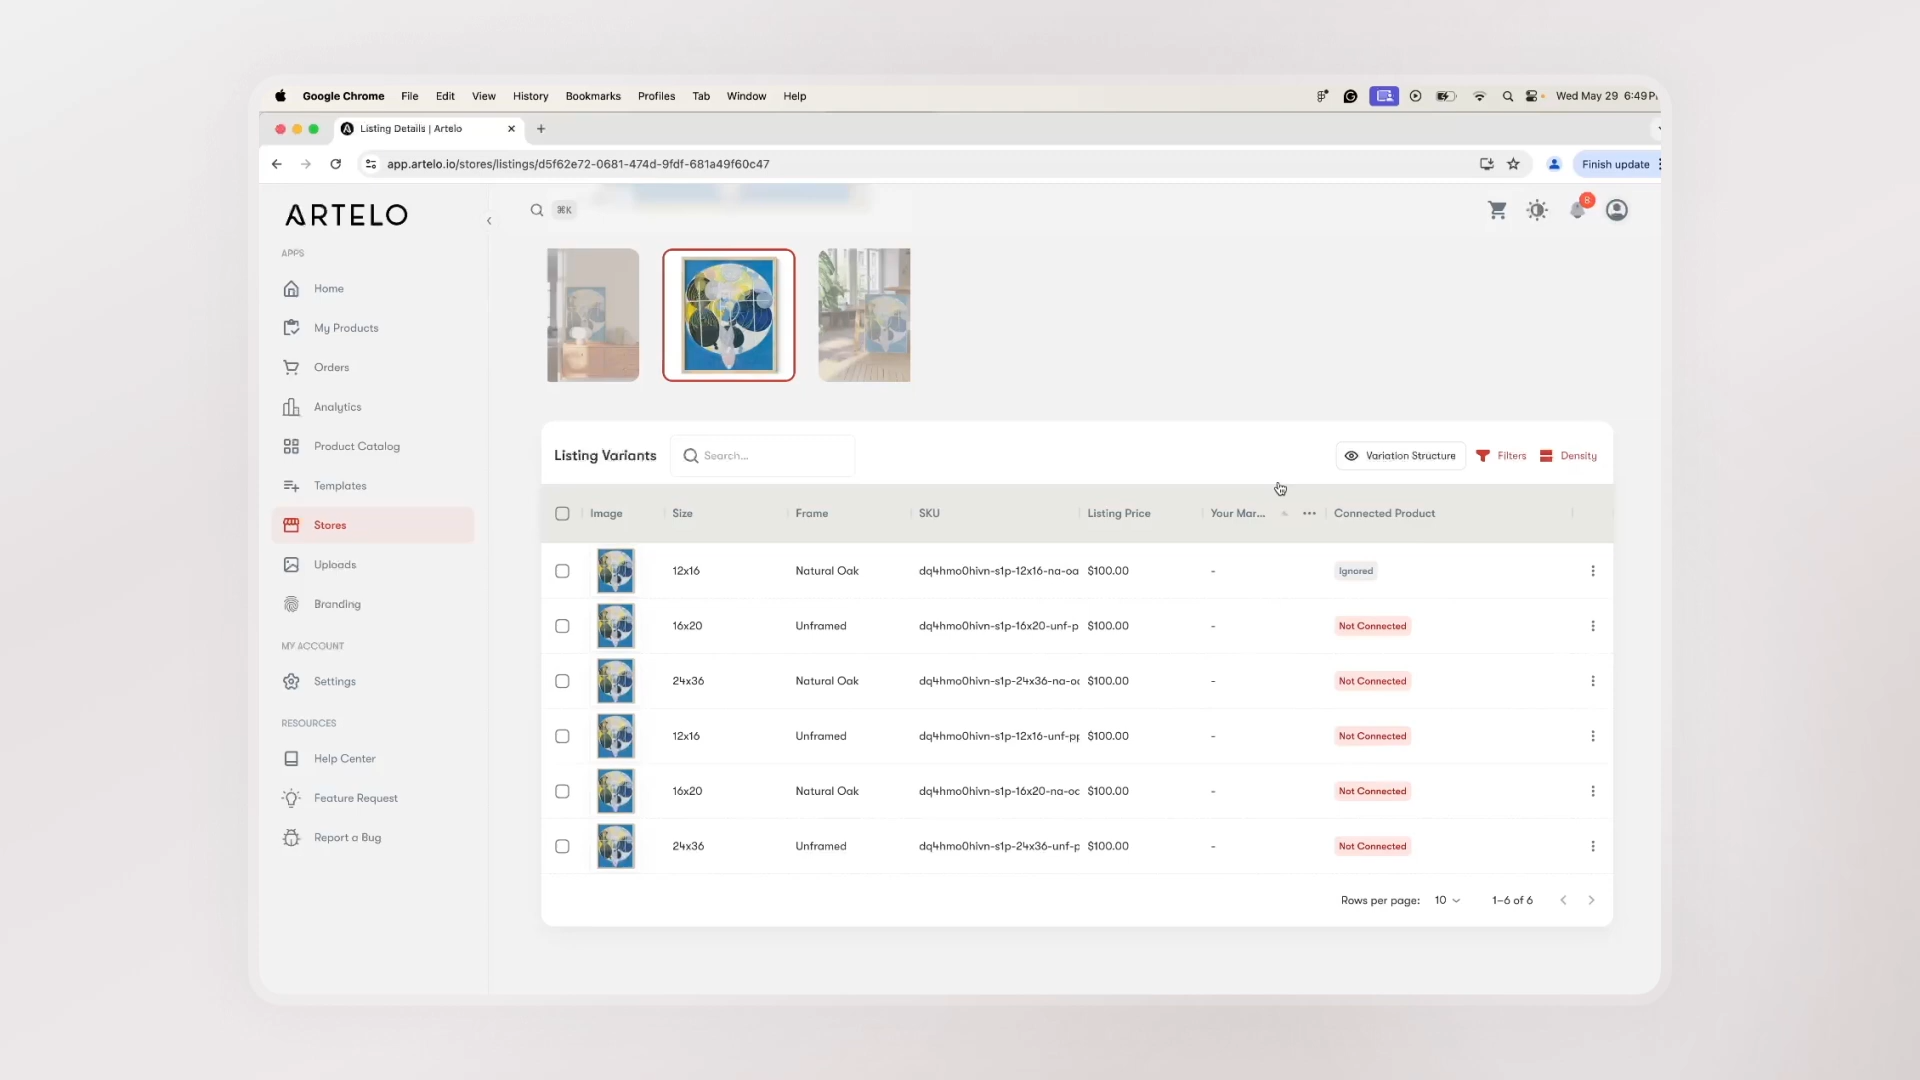 Google Chrome File Edit View History Bookmarks Profiles Tab Window Help Wed May 29 6:49P
Listing Details | Artelo
app.artelo.io/stores/listings/d5f62e72-0681-474d-9fdf-681a49f60c47 Finish update
ARTELO
⌘K
8
APPS
Home
My Products
Orders
Analytics
Product Catalog
Templates
Stores
Uploads
Branding
MY ACCOUNT
Settings
RESOURCES
Help Center
Feature Request
Report a Bug
Listing Variants Search... Variation Structure Filters Density
Image Size Frame SKU Listing Price Your Mar... Connected Product
12x16 Natural Oak dq4hmo0hivn-s1p-12x16-na-oa $100.00 - Ignored
16x20 Unframed dq4hmo0hivn-s1p-16x20-unf-p $100.00 - Not Connected
24x36 Natural Oak dq4hmo0hivn-s1p-24x36-na-oc $100.00 - Not Connected
12x16 Unframed dq4hmo0hivn-s1p-12x16-unf-pp $100.00 - Not Connected
16x20 Natural Oak dq4hmo0hivn-s1p-16x20-na-oc $100.00 - Not Connected
24x36 Unframed dq4hmo0hivn-s1p-24x36-unf-p $100.00 - Not Connected
Rows per page: 10 1–6 of 6